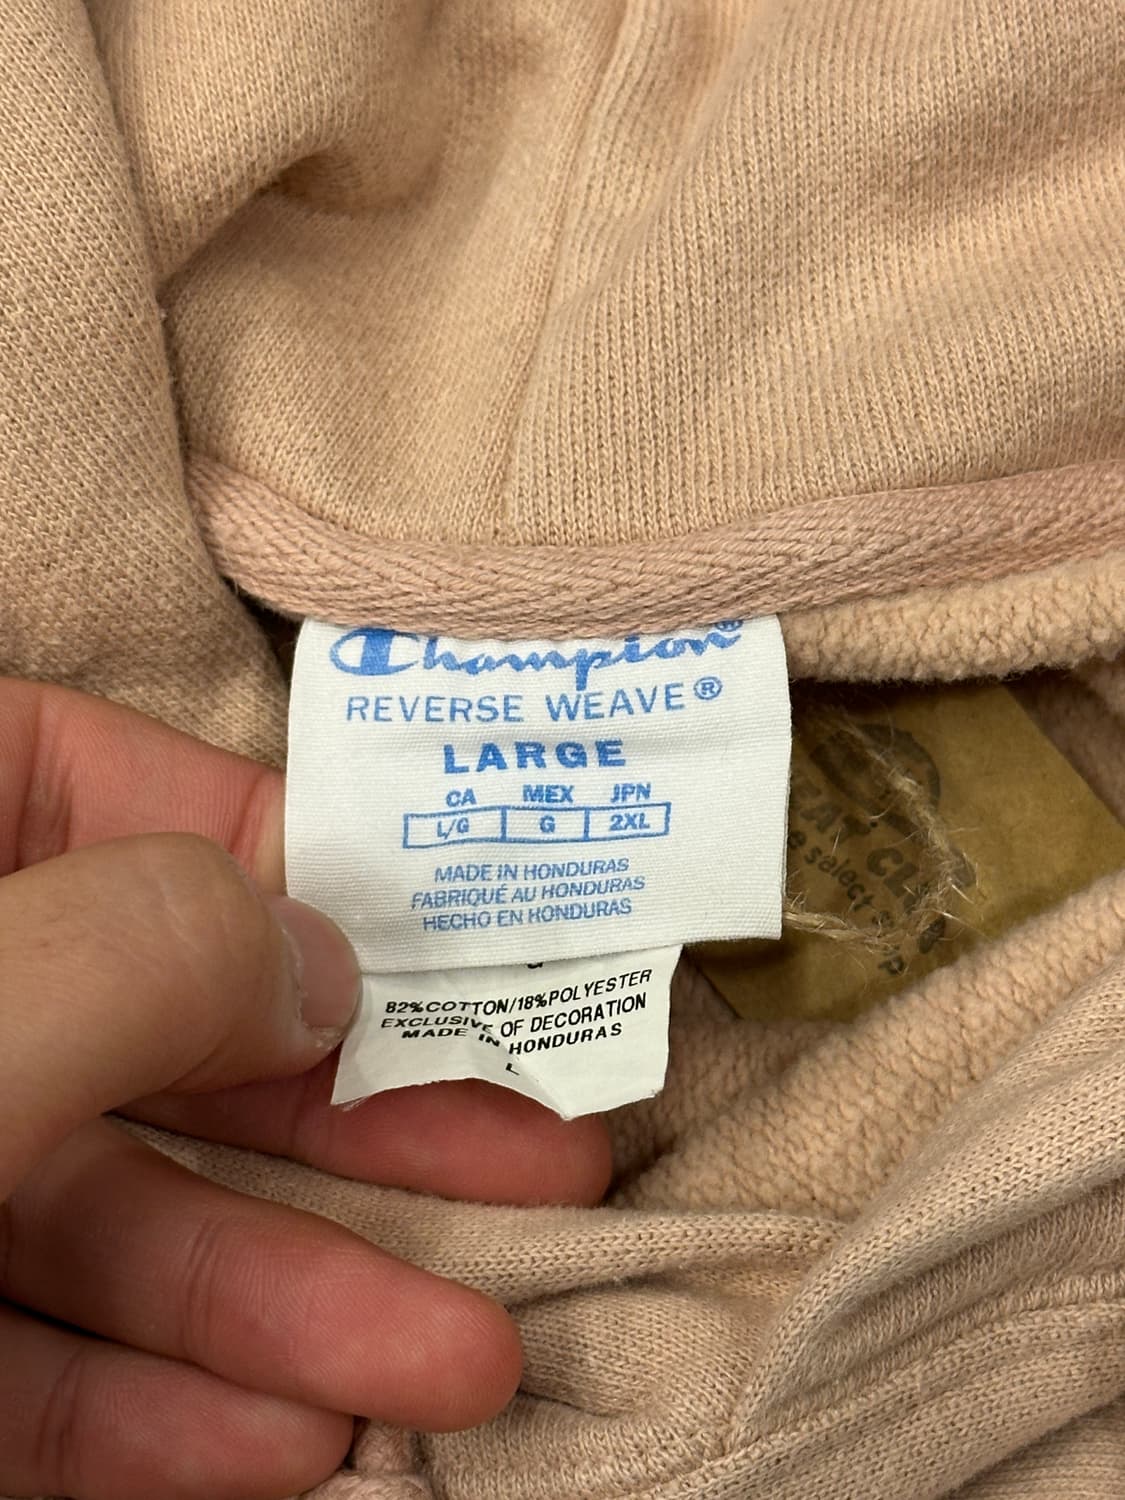 Champion®
REVERSE WEAVE®
LARGE
CA MEX JPN
L/G G 2XL
MADE IN HONDURAS
FABRIQUÉ AU HONDURAS
HECHO EN HONDURAS
82%COTTON/18%POLYESTER
EXCLUSIVE OF DECORATION
MADE IN HONDURAS
L
select